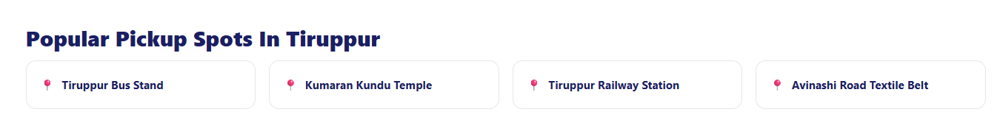 Popular Pickup Spots In Tiruppur
Tiruppur Bus Stand
Kumaran Kundu Temple
Tiruppur Railway Station
Avinashi Road Textile Belt